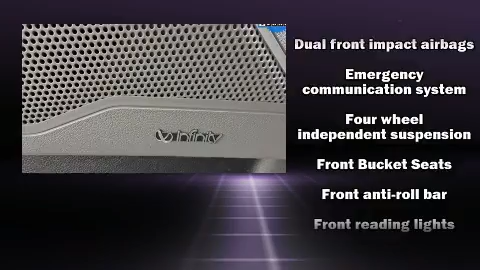 Dual front impact airbags
Emergency
communication system
Four wheel
independent suspension
Infinity
Front Bucket Seats
Front anti-roll bar
Front reading lights